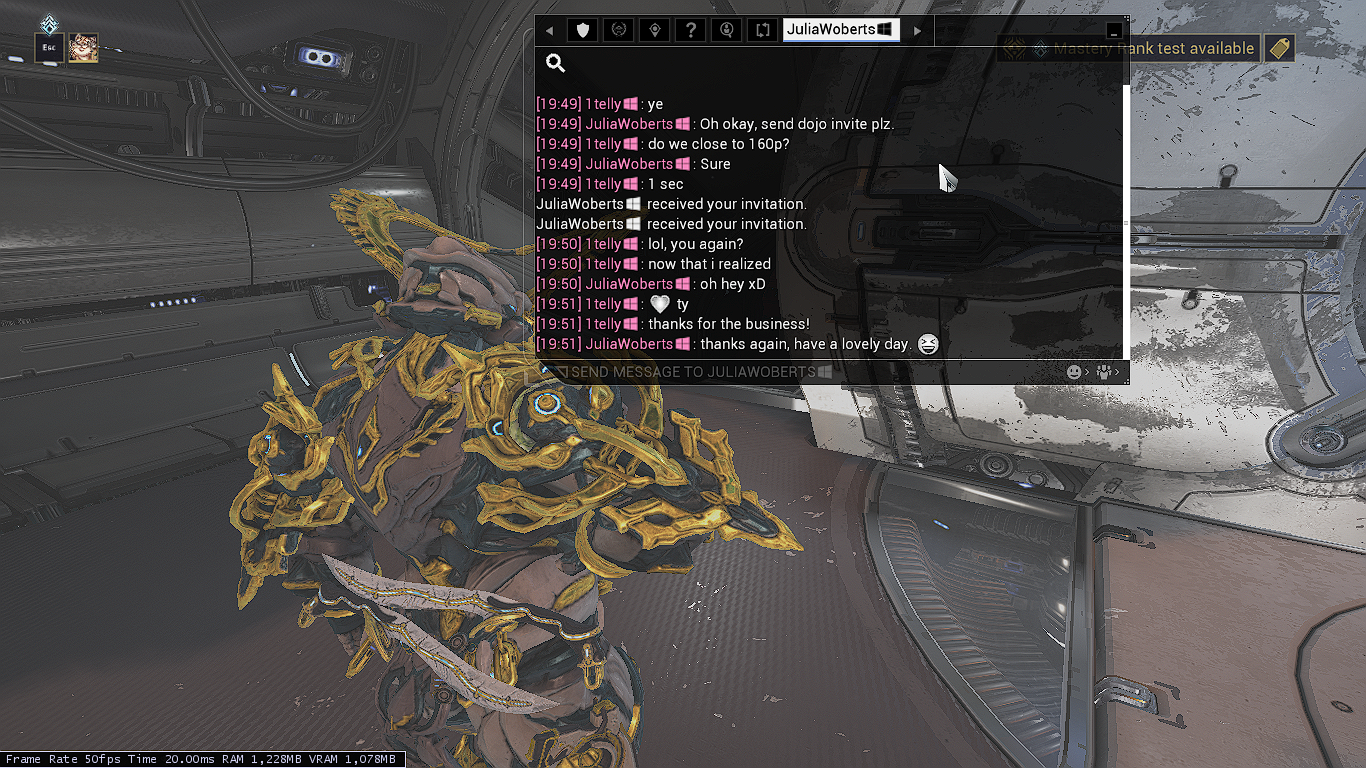 Esc
JuliaWoberts
Mastery Rank test available
[19:49] 1telly : ye
[19:49] JuliaWoberts : Oh okay, send dojo invite plz.
[19:49] 1telly : do we close to 160p?
[19:49] JuliaWoberts : Sure
[19:49] 1telly : 1 sec
JuliaWoberts received your invitation.
JuliaWoberts received your invitation.
[19:50] 1telly : lol, you again?
[19:50] 1telly : now that i realized
[19:50] JuliaWoberts : oh hey xD
[19:51] 1telly : 🤍 ty
[19:51] 1telly : thanks for the business!
[19:51] JuliaWoberts : thanks again, have a lovely day. 😆
SEND MESSAGE TO JULIAWOBERTS
Frame Rate 50fps Time 20.00ms RAM 1,228MB VRAM 1,078MB